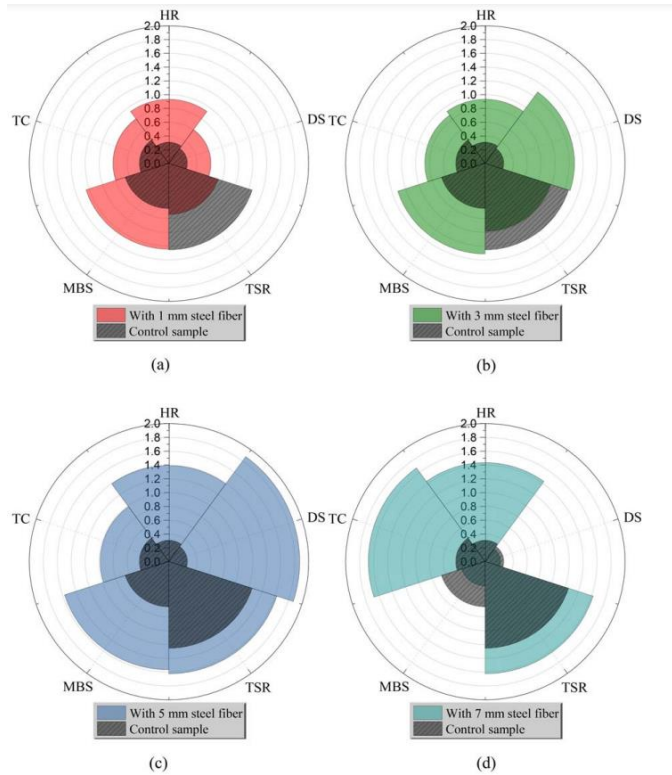 HR
2.0
1.8
1.6
1.4
1.2
1.0
0.8
0.6
0.4
0.2
0.0
TC
DS
MBS
TSR
With 1 mm steel fiber
Control sample
(a)
HR
2.0
1.8
1.6
1.4
1.2
1.0
0.8
0.6
0.4
0.2
0.0
TC
DS
MBS
TSR
With 3 mm steel fiber
Control sample
(b)
HR
2.0
1.8
1.6
1.4
1.2
1.0
0.8
0.6
0.4
0.2
0.0
TC
DS
MBS
TSR
With 5 mm steel fiber
Control sample
(c)
HR
2.0
1.8
1.6
1.4
1.2
1.0
0.8
0.6
0.4
0.2
0.0
TC
DS
MBS
TSR
With 7 mm steel fiber
Control sample
(d)